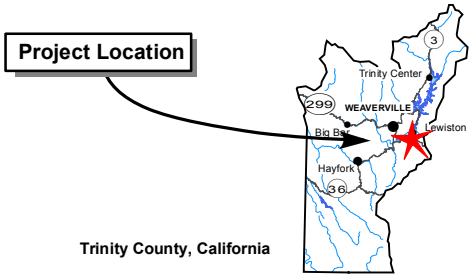 Project Location
3
Trinity Center
299
WEAVERVILLE
Big Bar
Lewiston
Hayfork
36
Trinity County, California